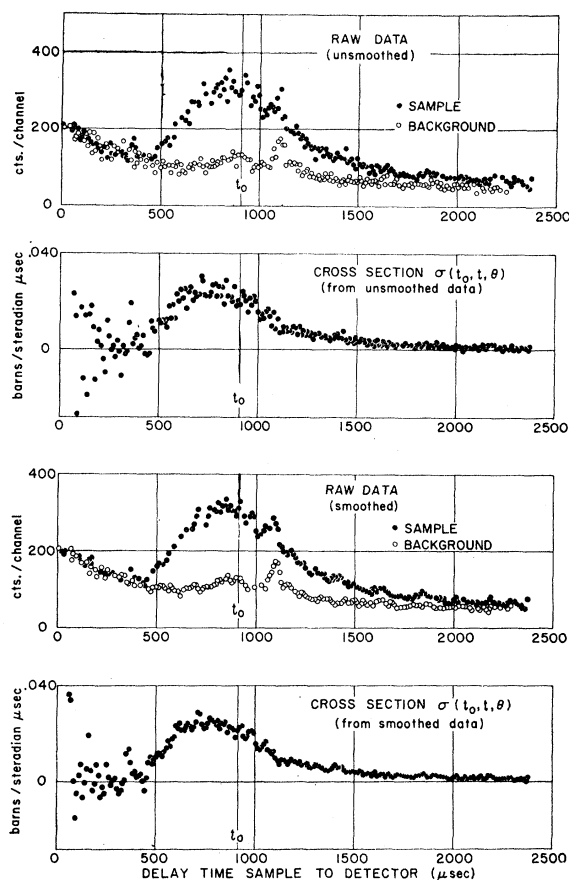 400
200
0
cts./channel
RAW DATA
(unsmoothed)
● SAMPLE
○ BACKGROUND
t₀
0 500 1000 1500 2000 2500
.040
0
barns/steradian μsec
CROSS SECTION σ(t₀,t,θ)
(from unsmoothed data)
t₀
0 500 1000 1500 2000 2500
400
200
0
cts./channel
RAW DATA
(smoothed)
● SAMPLE
○ BACKGROUND
t₀
0 500 1000 1500 2000 2500
.040
0
barns/steradian μsec
CROSS SECTION σ(t₀,t,θ)
(from smoothed data)
t₀
0 500 1000 1500 2000 2500
DELAY TIME SAMPLE TO DETECTOR (μsec)